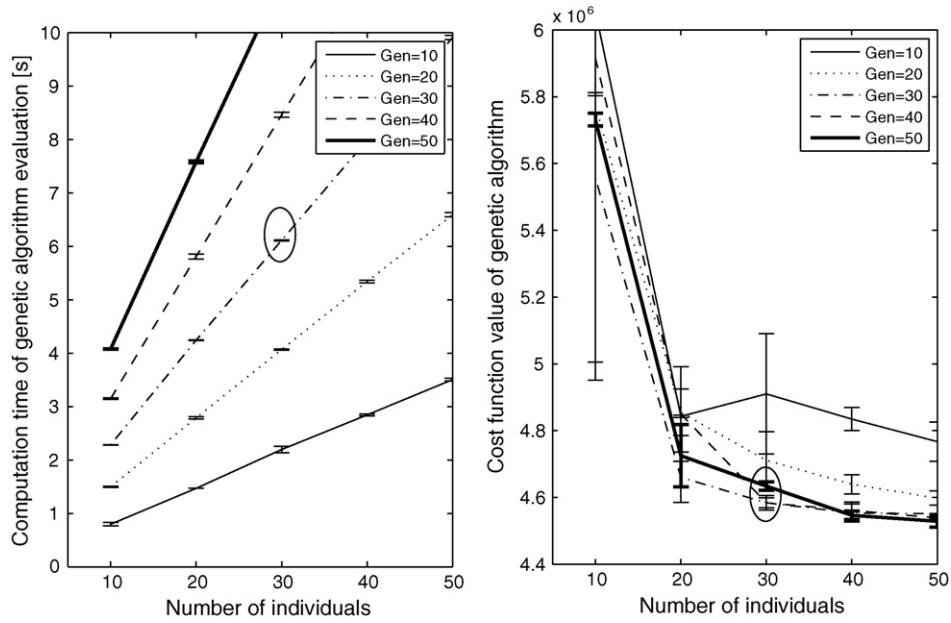 Computation time of genetic algorithm evaluation [s]
10
9
8
7
6
5
4
3
2
1
0
Gen=10
Gen=20
Gen=30
Gen=40
Gen=50
10 20 30 40 50
Number of individuals
x 10^6
Cost function value of genetic algorithm
6
5.8
5.6
5.4
5.2
5
4.8
4.6
4.4
Gen=10
Gen=20
Gen=30
Gen=40
Gen=50
10 20 30 40 50
Number of individuals